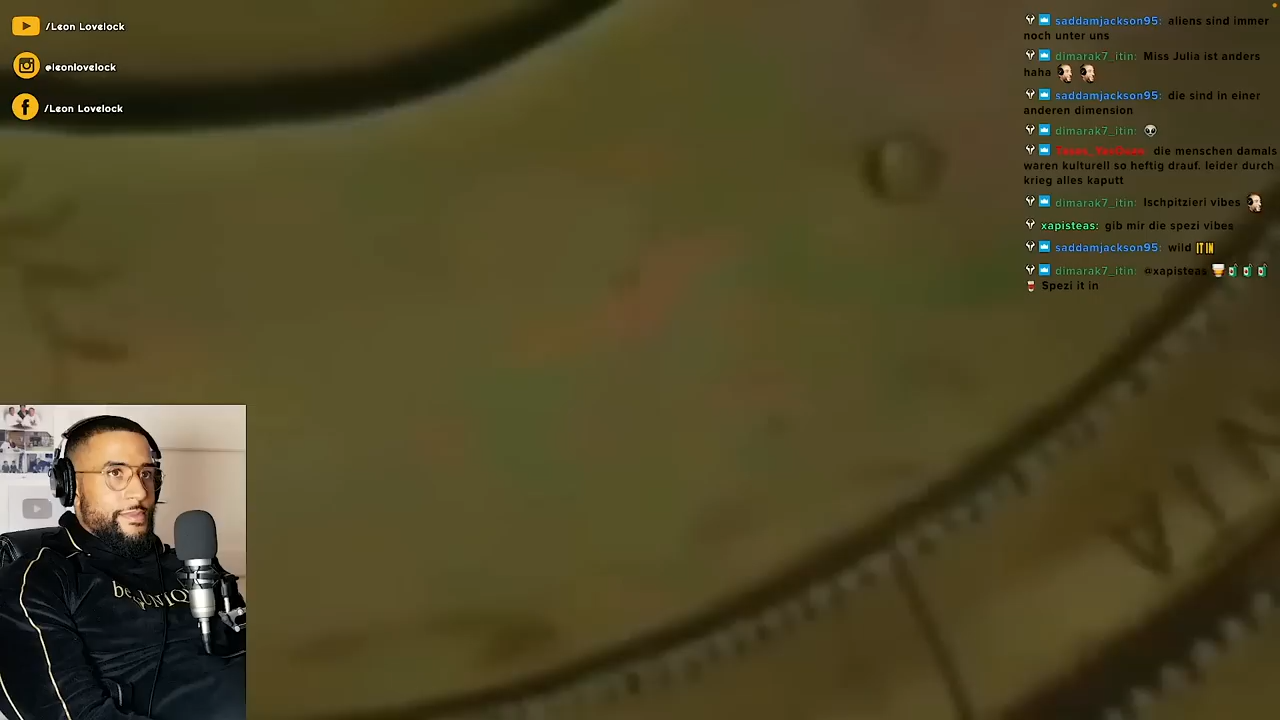 /Leon Lovelock
@leonlovelock
/Leon Lovelock
saddamjackson95: aliens sind immer
noch unter uns
dimarak7_itin: Miss Julia ist anders
haha
saddamjackson95: die sind in einer
anderen dimension
dimarak7_itin: 👽
die menschen damals
waren kulturell so heftig drauf. leider durch
krieg alles kaputt
dimarak7_itin: Ischpitzieri vibes
xapisteas: gib mir die spezi vibes
saddamjackson95: wild IT IN
dimarak7_itin: @xapisteas
Spezi it in